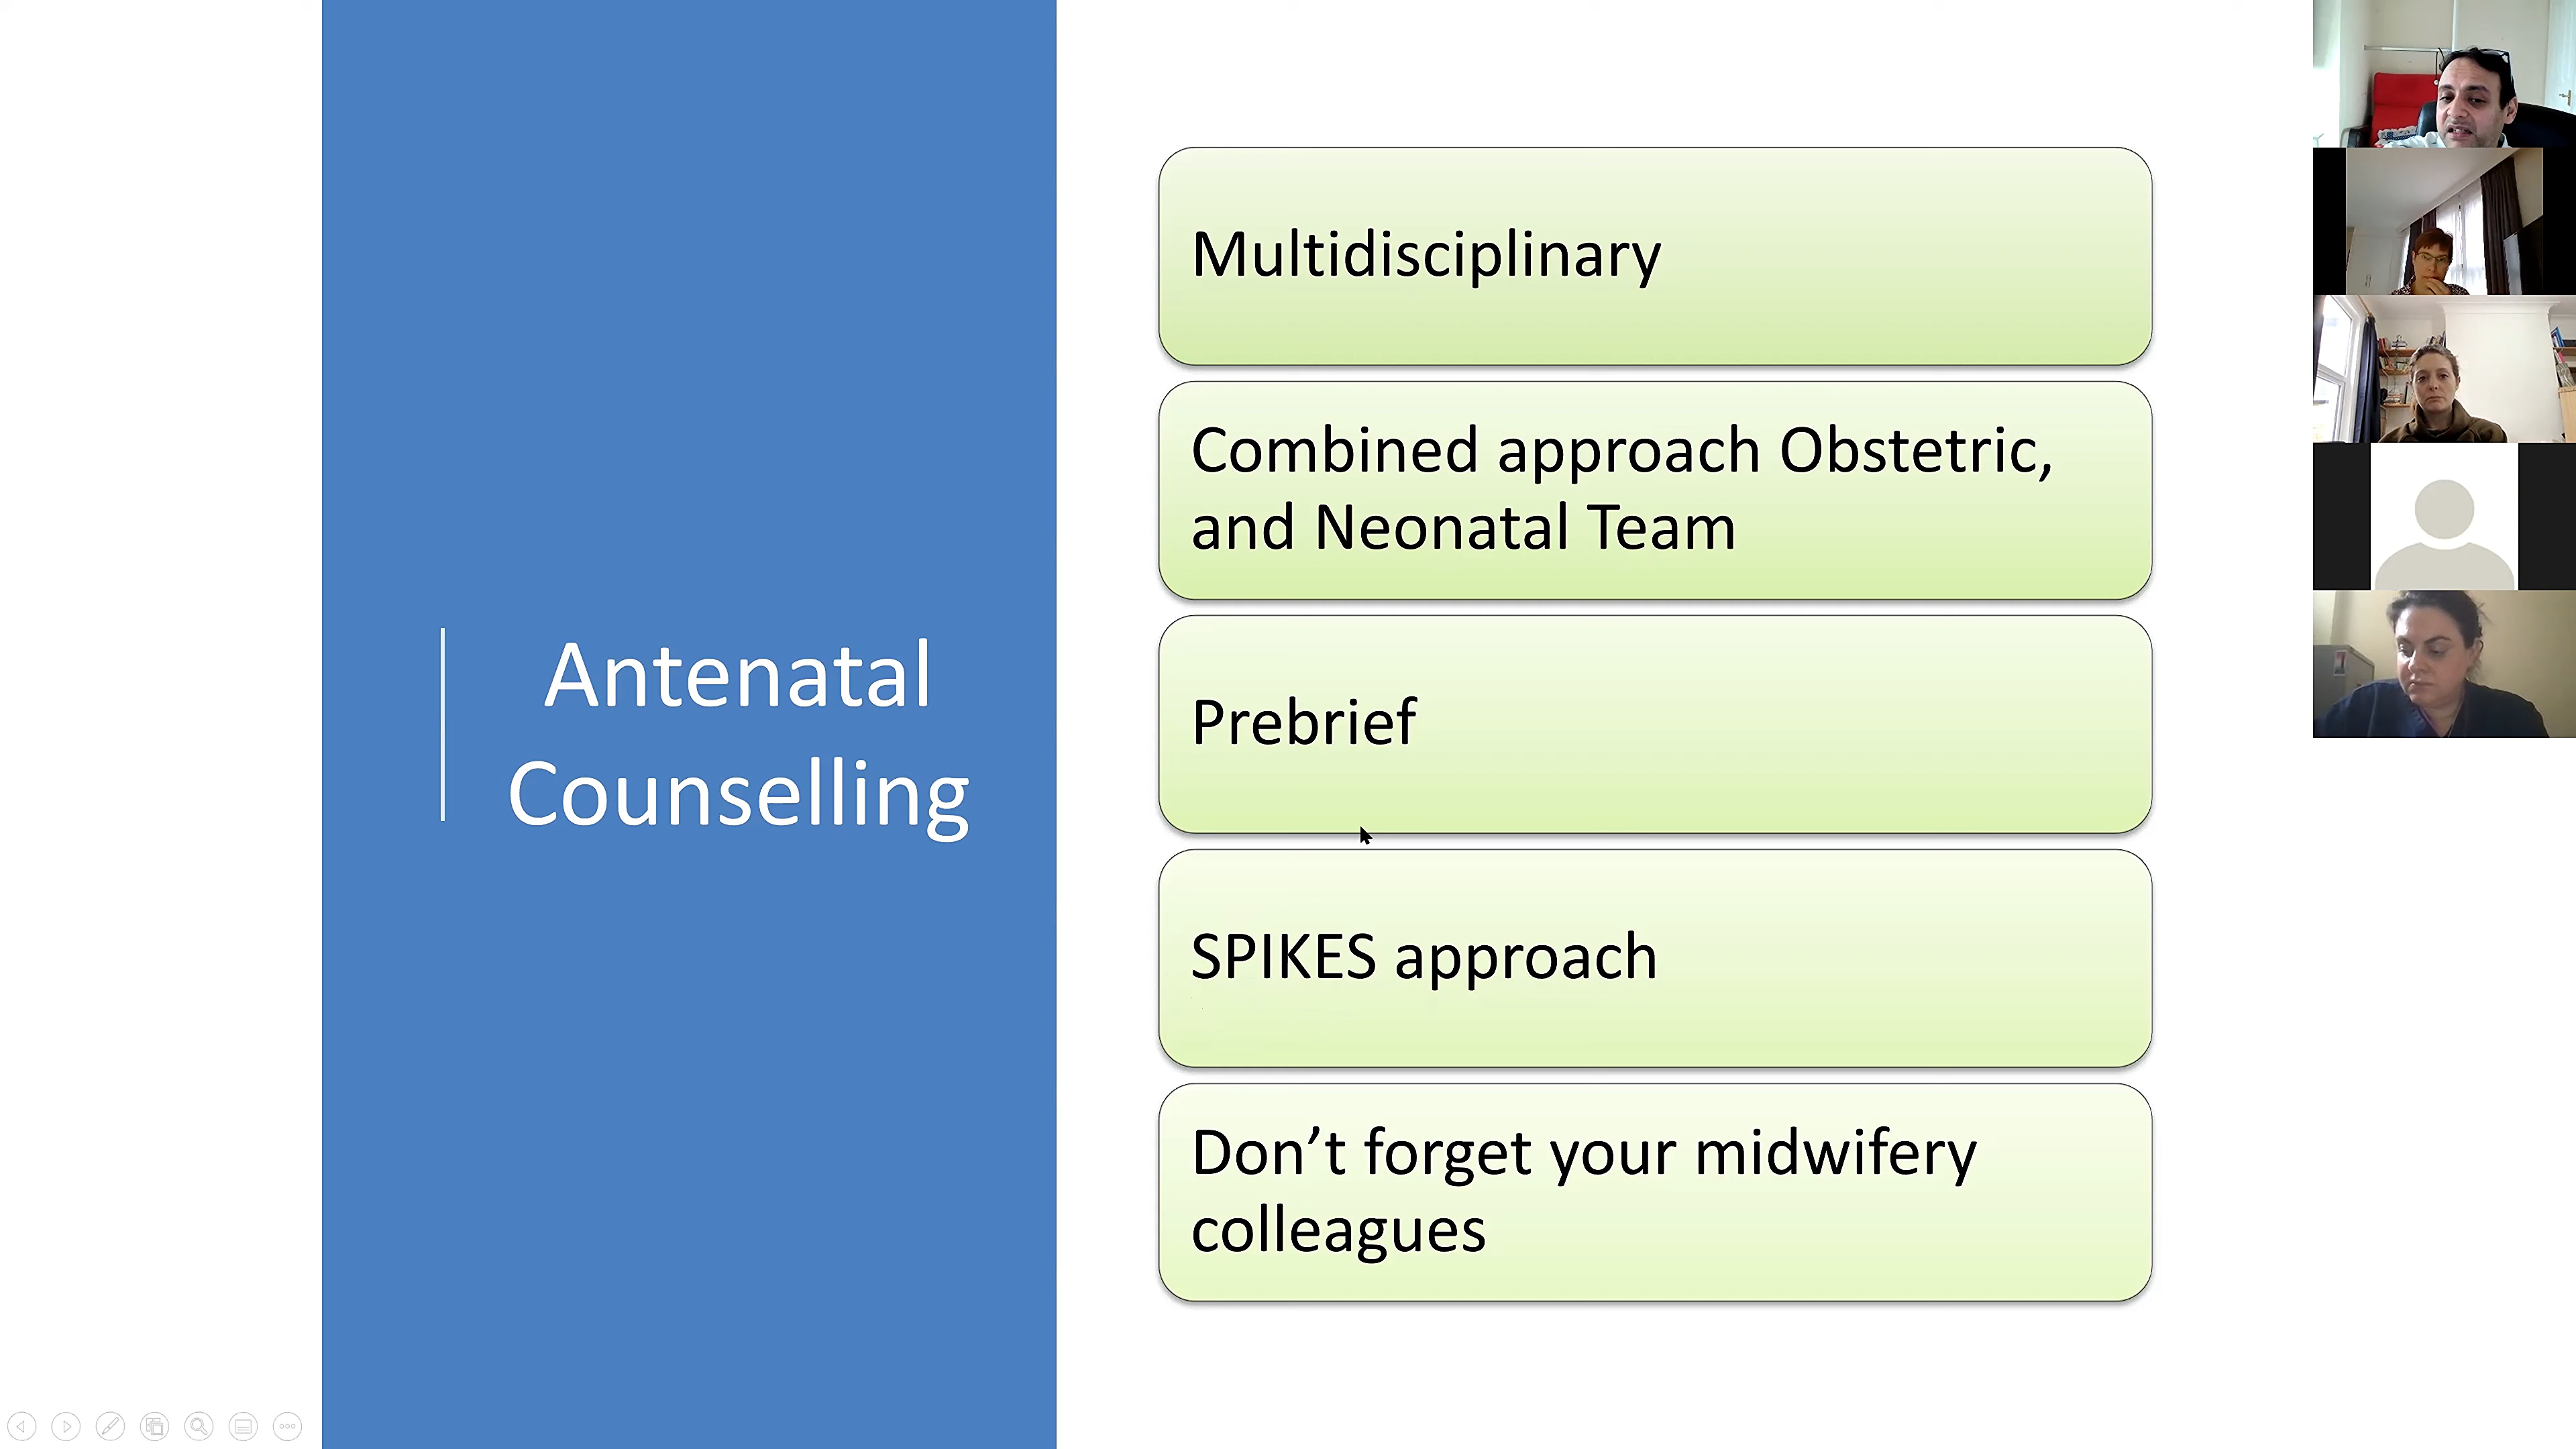 Antenatal
Counselling
Multidisciplinary
Combined approach Obstetric,
and Neonatal Team
Prebrief
SPIKES approach
Don’t forget your midwifery
colleagues